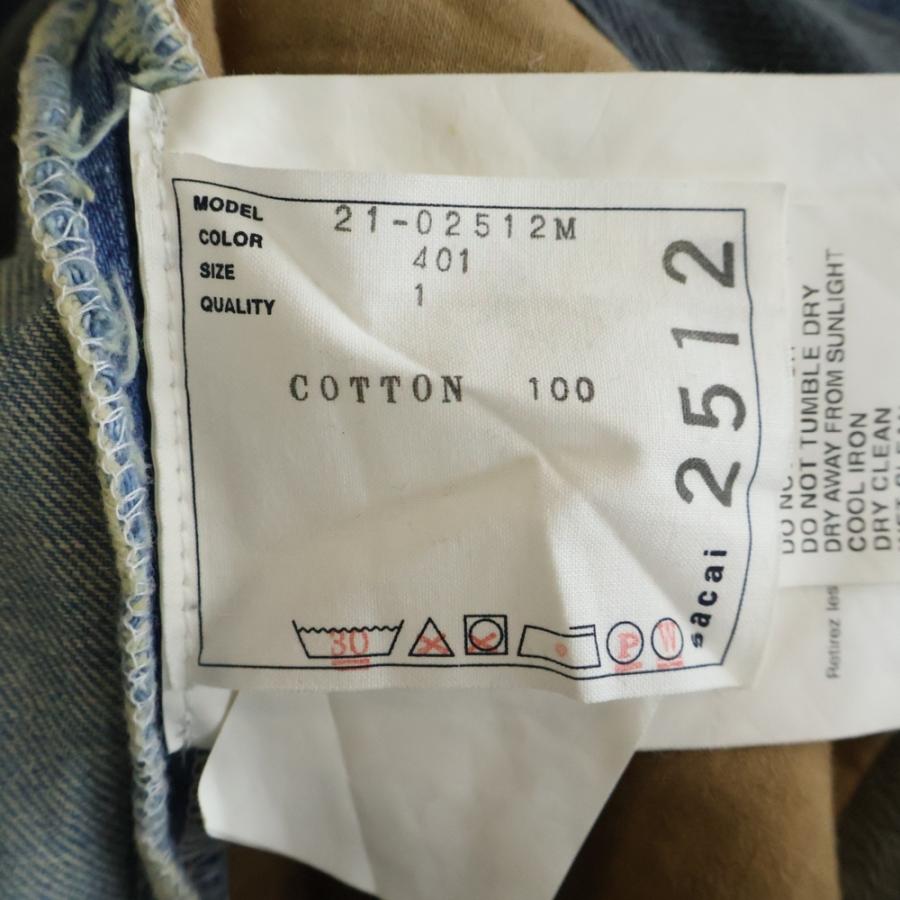 MODEL 21-02512M
COLOR 401
SIZE 1
QUALITY
COTTON 100
2512
sacai
30
P
W
DO NOT TUMBLE DRY
DRY AWAY FROM SUNLIGHT
COOL IRON
DRY CLEAN
Retirez les